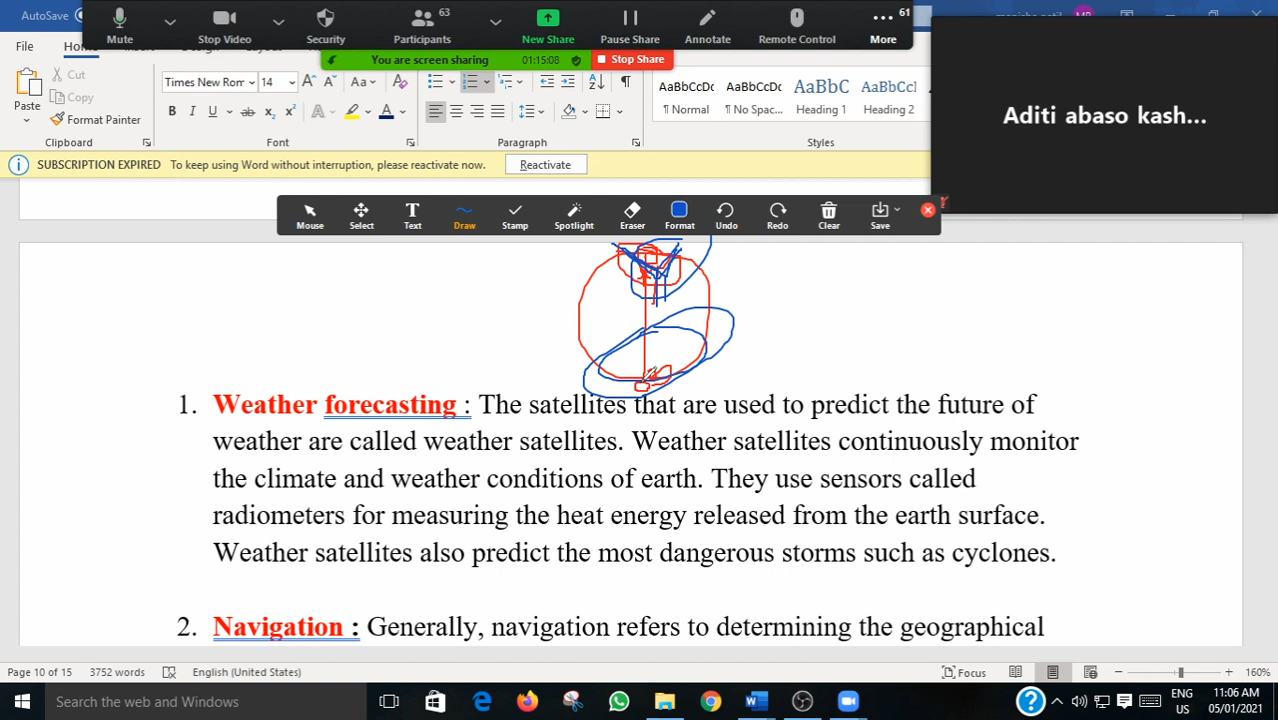 AutoSave
63
61
Mute
Stop Video
Security
Participants
New Share
Pause Share
Annotate
Remote Control
More
You are screen sharing
01:15:08
Stop Share
Aditi abaso kash...
File
Times New Rom
14
Aa
Paste
Cut
Copy
Format Painter
B I U
AaBbCcDc
AaBbCcDc
AaBbC
AaBbCcI
¶ Normal
¶ No Spac...
Heading 1
Heading 2
Clipboard
Font
Paragraph
Styles
SUBSCRIPTION EXPIRED To keep using Word without interruption, please reactivate now. Reactivate
Mouse
Select
Text
Draw
Stamp
Spotlight
Eraser
Format
Undo
Redo
Clear
Save
1. Weather forecasting : The satellites that are used to predict the future of
weather are called weather satellites. Weather satellites continuously monitor
the climate and weather conditions of earth. They use sensors called
radiometers for measuring the heat energy released from the earth surface.
Weather satellites also predict the most dangerous storms such as cyclones.
2. Navigation : Generally, navigation refers to determining the geographical
Page 10 of 15 3752 words English (United States) Focus 160%
Search the web and Windows
ENG
US
11:06 AM
05/01/2021